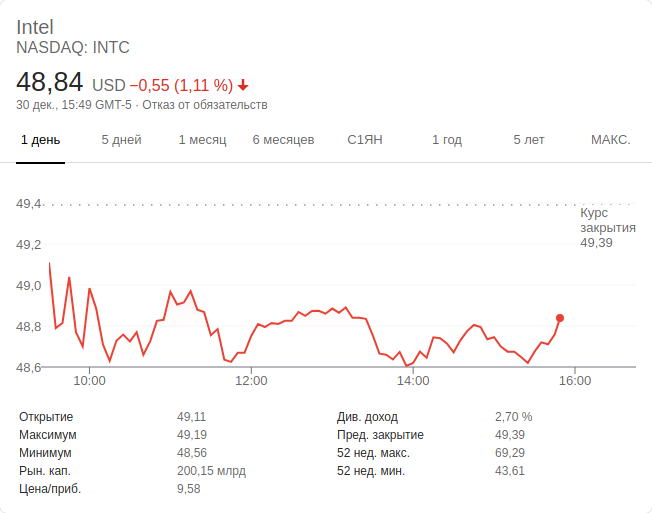 Intel
NASDAQ: INTC
48,84 USD −0,55 (1,11 %)
30 дек., 15:49 GMT-5 · Отказ от обязательств
1 день 5 дней 1 месяц 6 месяцев С1ЯН 1 год 5 лет МАКС.
49,4
Курс
закрытия
49,39
49,2
49,0
48,8
48,6
10:00 12:00 14:00 16:00
Открытие 49,11 Див. доход 2,70 %
Максимум 49,19 Пред. закрытие 49,39
Минимум 48,56 52 нед. макс. 69,29
Рын. кап. 200,15 млрд 52 нед. мин. 43,61
Цена/приб. 9,58